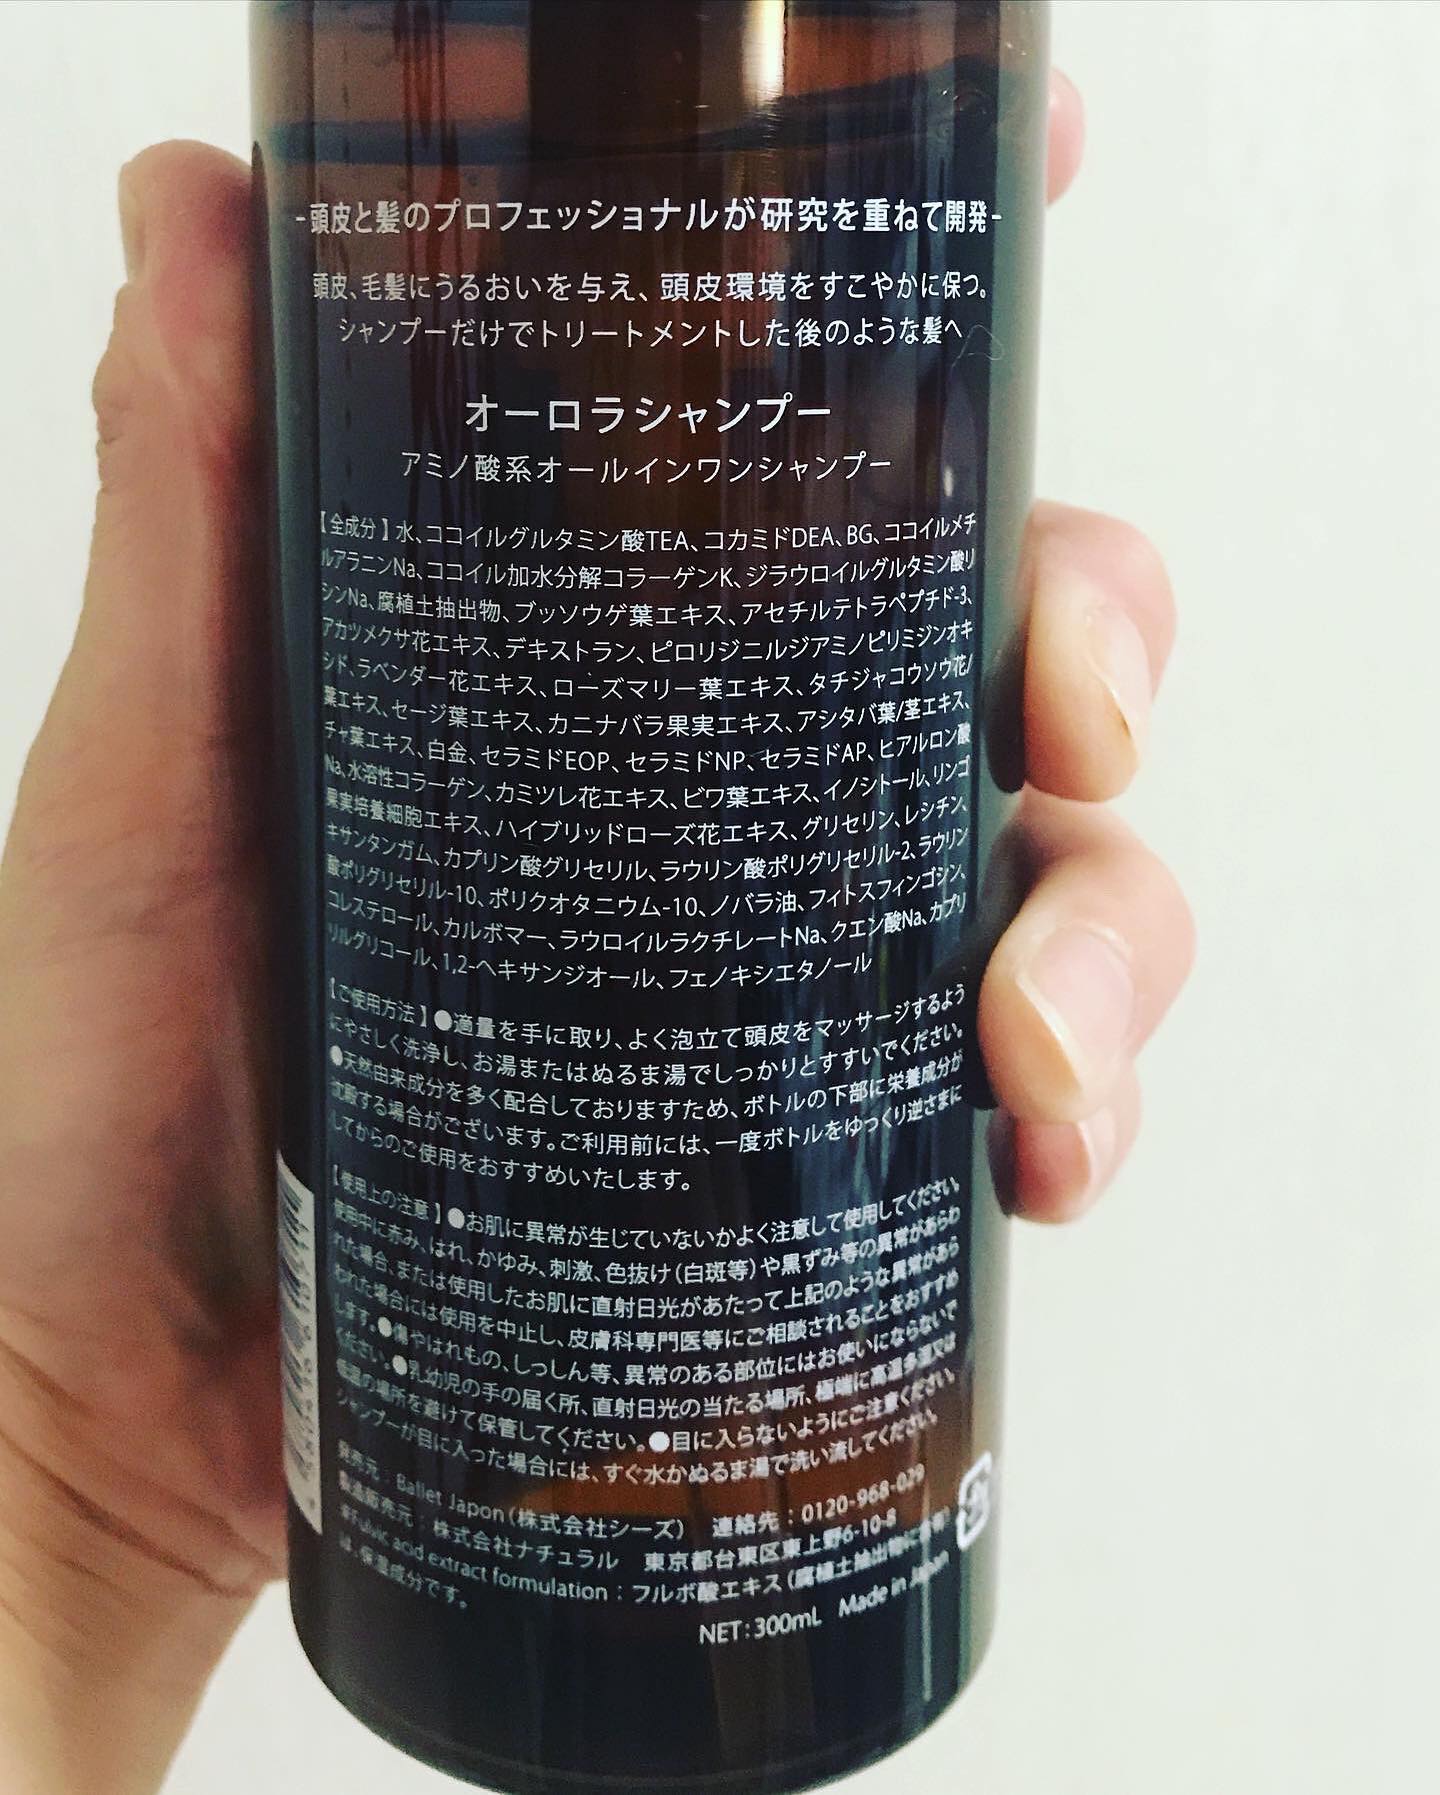 -頭皮と髪のプロフェッショナルが研究を重ねて開発-
頭皮、毛髪にうるおいを与え、頭皮環境をすこやかに保つ。
シャンプーだけでトリートメントした後のような髪へ
オーロラシャンプー
アミノ酸系オールインワンシャンプー
【全成分】水、ココイルグルタミン酸TEA、コカミドDEA、BG、ココイルメチ
ルアラニンNa、ココイル加水分解コラーゲンK、ジラウロイルグルタミン酸リ
シンNa、腐植土抽出物、ブッソウゲ葉エキス、アセチルテトラペプチド-3、
アカツメクサ花エキス、デキストラン、ピロリジニルジアミノピリミジンオキ
シド、ラベンダー花エキス、ローズマリー葉エキス、タチジャコウソウ花/
葉エキス、セージ葉エキス、カニナバラ果実エキス、アシタバ葉/茎エキス、
チャ葉エキス、白金、セラミドEOP、セラミドNP、セラミドAP、ヒアルロン酸
Na、水溶性コラーゲン、カミツレ花エキス、ビワ葉エキス、イノシトール、リンゴ
果実培養細胞エキス、ハイブリッドローズ花エキス、グリセリン、レシチン、
キサンタンガム、カプリン酸グリセリル、ラウリン酸ポリグリセリル-2、ラウリン
酸ポリグリセリル-10、ポリクオタニウム-10、ノバラ油、フィトスフィンゴシン、
コレステロール、カルボマー、ラウロイルラクチレートNa、クエン酸Na、カプリ
リルグリコール、1,2-ヘキサンジオール、フェノキシエタノール
【ご使用方法】●適量を手に取り、よく泡立て頭皮をマッサージするよう
にやさしく洗浄し、お湯またはぬるま湯でしっかりとすすいでください。
●天然由来成分を多く配合しておりますため、ボトルの下部に栄養成分が
沈殿する場合がございます。ご利用前には、一度ボトルをゆっくり逆さまに
してからのご使用をおすすめいたします。
【使用上の注意】●お肌に異常が生じていないかよく注意して使用してください。
使用中に赤み、はれ、かゆみ、刺激、色抜け(白斑等)や黒ずみ等の異常があらわ
れた場合、または使用したお肌に直射日光があたって上記のような異常があら
われた場合には使用を中止し、皮膚科専門医等にご相談されることをおすすめ
します。●傷やはれもの、しっしん等、異常のある部位にはお使いにならないで
ください。●乳幼児の手の届く所、直射日光の当たる場所、極端に高温多湿又は
低温の場所を避けて保管してください。●目に入らないようにご注意ください。
シャンプーが目に入った場合には、すぐ水かぬるま湯で洗い流してください。
発売元:Ballet Japon(株式会社シーズ) 連絡先:0120-968-029
製造販売元:株式会社ナチュラル 東京都台東区東上野6-10-8
※Fulvic acid extract formulation:フルボ酸エキス(腐植土抽出物)
は、保湿成分です。
NET:300mL Made in Japan